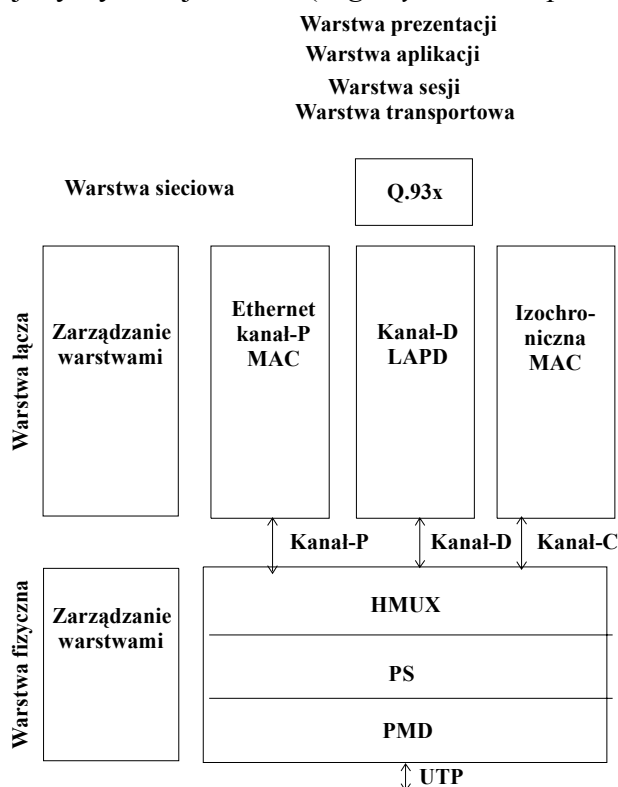 Warstwa prezentacji
Warstwa aplikacji
Warstwa sesji
Warstwa transportowa
Warstwa sieciowa
Q.93x
Warstwa łącza
Zarządzanie
warstwami
Ethernet
kanał-P
MAC
Kanał-D
LAPD
Izochro-
niczna
MAC
Kanał-P
Kanał-D
Kanał-C
Warstwa fizyczna
Zarządzanie
warstwami
HMUX
PS
PMD
UTP